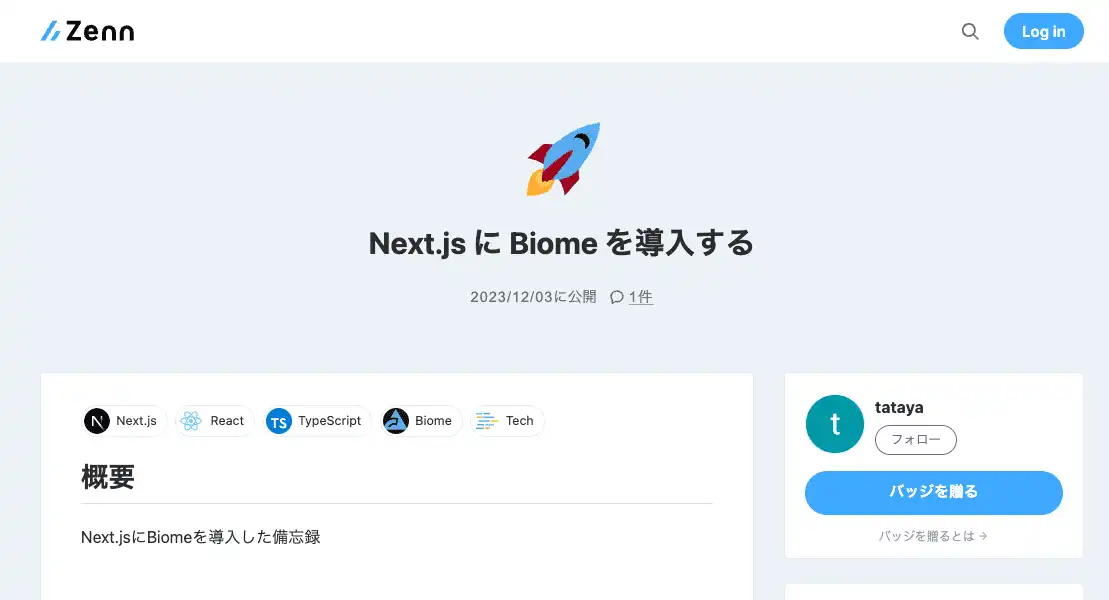 Zenn
Log in
Next.js に Biome を導入する
2023/12/03に公開 1件
Next.js React TypeScript Biome Tech
概要
Next.jsにBiomeを導入した備忘録
t
tataya
フォロー
バッジを贈る
バッジを贈るとは →